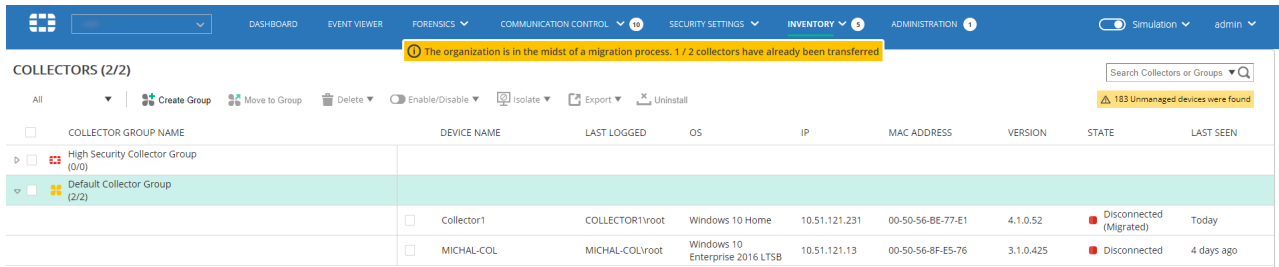 DASHBOARD EVENT VIEWER FORENSICS COMMUNICATION CONTROL 10 SECURITY SETTINGS INVENTORY 5 ADMINISTRATION 1 Simulation admin
The organization is in the midst of a migration process. 1 / 2 collectors have already been transferred
COLLECTORS (2/2)
Search Collectors or Groups
All Create Group Move to Group Delete Enable/Disable Isolate Export Uninstall
183 Unmanaged devices were found
COLLECTOR GROUP NAME DEVICE NAME LAST LOGGED OS IP MAC ADDRESS VERSION STATE LAST SEEN
High Security Collector Group
(0/0)
Default Collector Group
(2/2)
Collector1 COLLECTOR1\root Windows 10 Home 10.51.121.231 00-50-56-BE-77-E1 4.1.0.52 Disconnected
(Migrated)
Today
MICHAL-COL MICHAL-COL\root Windows 10
Enterprise 2016 LTSB
10.51.121.13 00-50-56-8F-E5-76 3.1.0.425 Disconnected 4 days ago